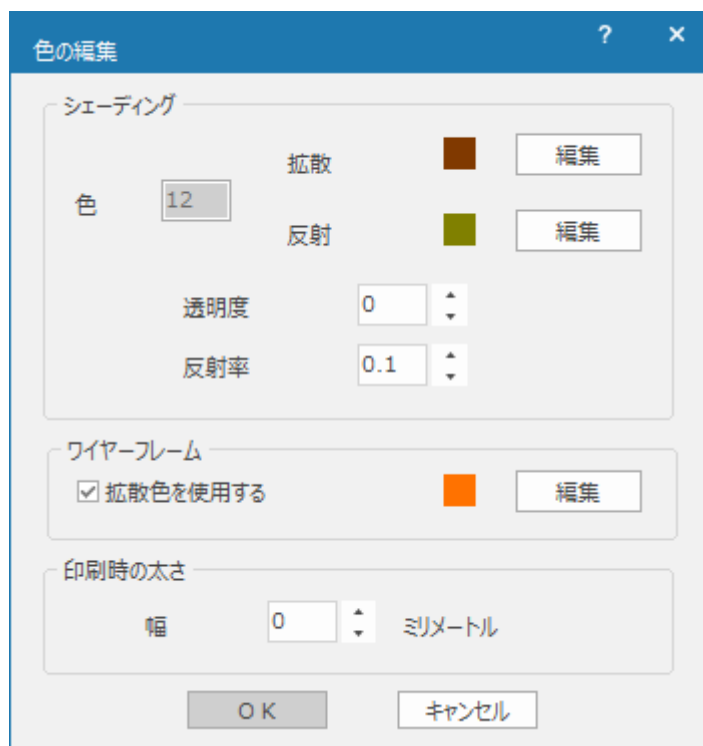 色の編集
シェーディング
拡散 編集
色 12
反射 編集
透明度 0
反射率 0.1
ワイヤーフレーム
拡散色を使用する 編集
印刷時の太さ
幅 0 ミリメートル
OK キャンセル